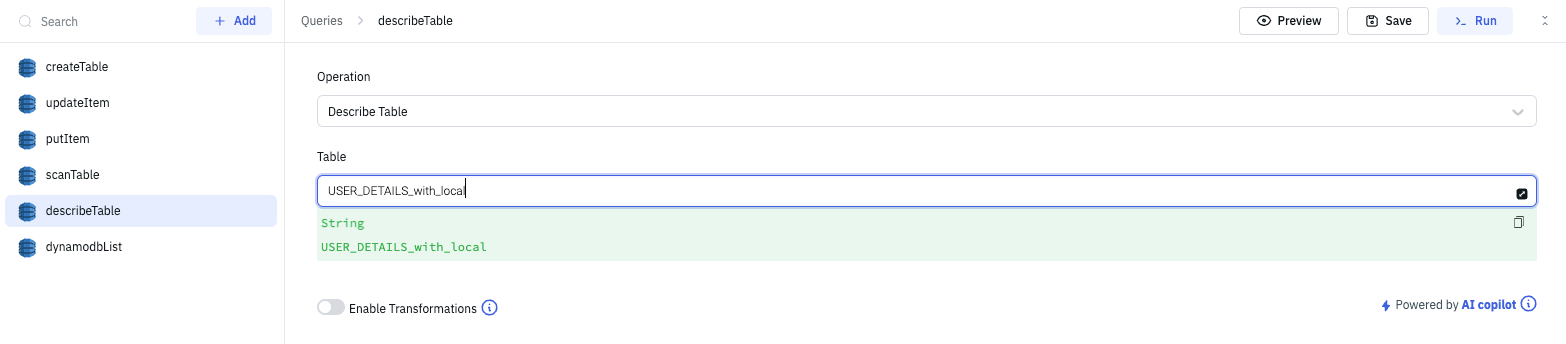 Search
+ Add
Queries > describeTable
Preview
Save
Run
createTable
updateItem
putItem
scanTable
describeTable
dynamodbList
Operation
Describe Table
Table
USER_DETAILS_with_local
String
USER_DETAILS_with_local
Enable Transformations
Powered by AI copilot